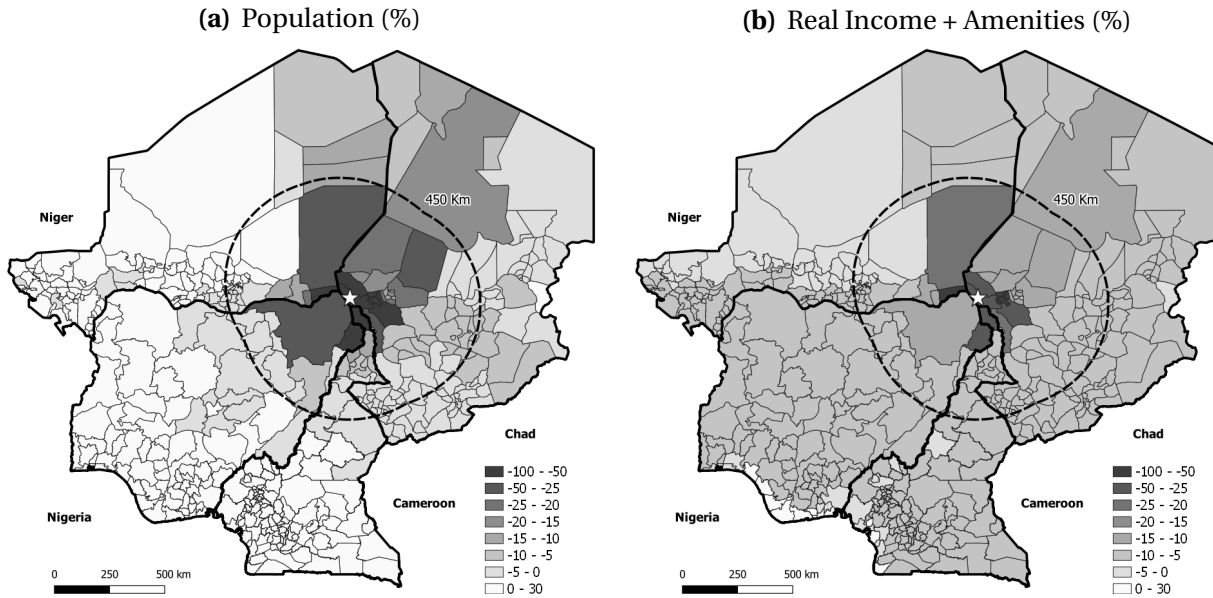 (a) Population (%)
450 Km
Niger
Chad
Cameroon
Nigeria
-100 - -50
-50 - -25
-25 - -20
-20 - -15
-15 - -10
-10 - -5
-5 - 0
0 - 30
0 250 500 km
(b) Real Income + Amenities (%)
450 Km
Niger
Chad
Cameroon
Nigeria
-100 - -50
-50 - -25
-25 - -20
-20 - -15
-15 - -10
-10 - -5
-5 - 0
0 - 30
0 250 500 km